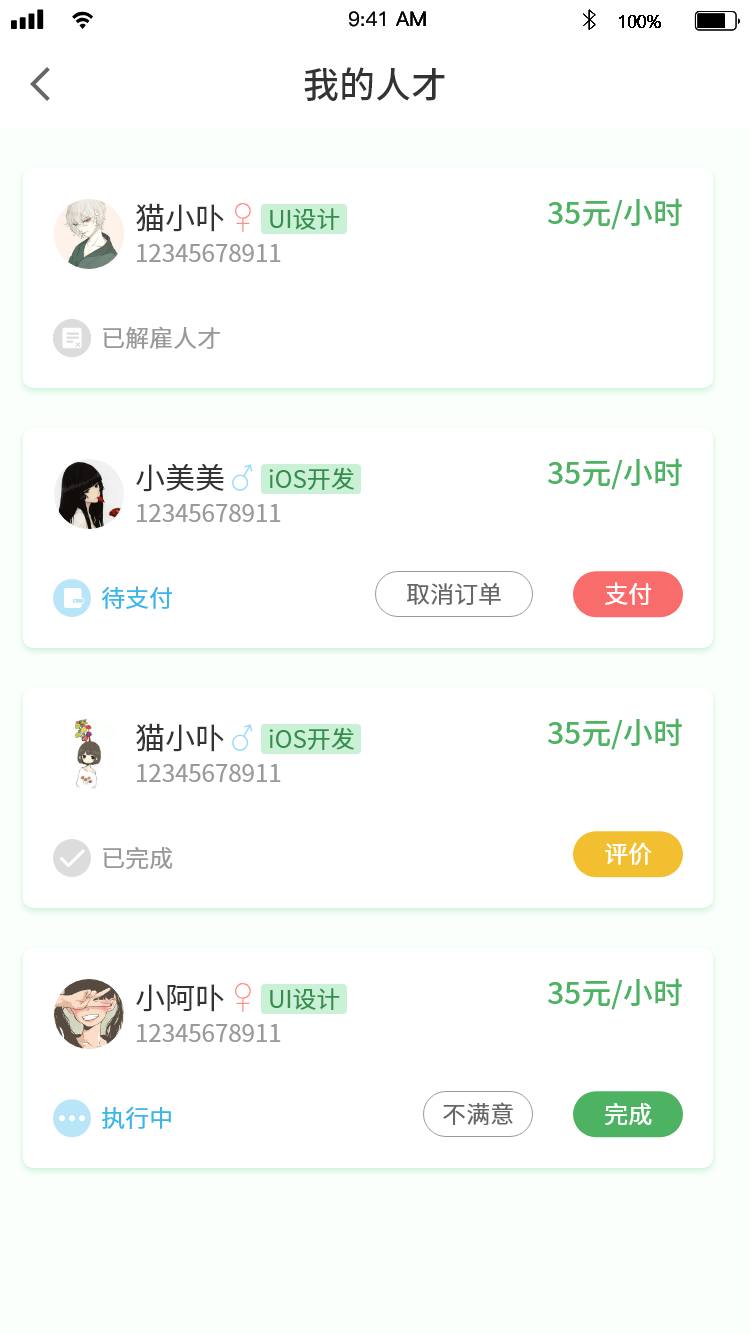 9:41 AM 100%
我的人才
猫小卟 UI设计 35元/小时
12345678911
已解雇人才
小美美 iOS开发 35元/小时
12345678911
待支付 取消订单 支付
猫小卟 iOS开发 35元/小时
12345678911
已完成 评价
小阿卟 UI设计 35元/小时
12345678911
执行中 不满意 完成